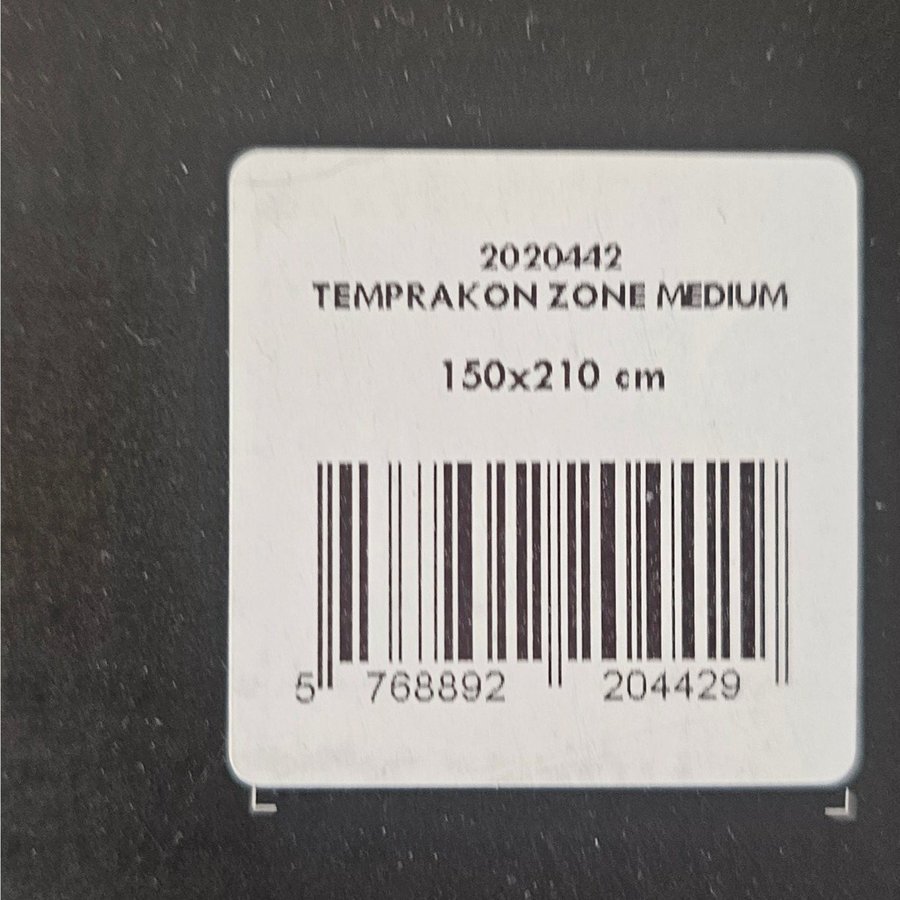 2020442
TEMPRAKON ZONE MEDIUM
150x210 cm
5 768892 204429